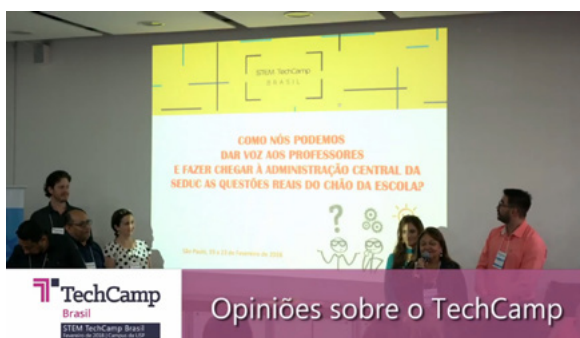 STEM TechCamp
BRASIL
COMO NÓS PODEMOS
DAR VOZ AOS PROFESSORES
E FAZER CHEGAR À ADMINISTRAÇÃO CENTRAL DA
SEDUC AS QUESTÕES REAIS DO CHÃO DA ESCOLA?
TechCamp
Brasil
STEM TechCamp Brasil
Opiniões sobre o TechCamp